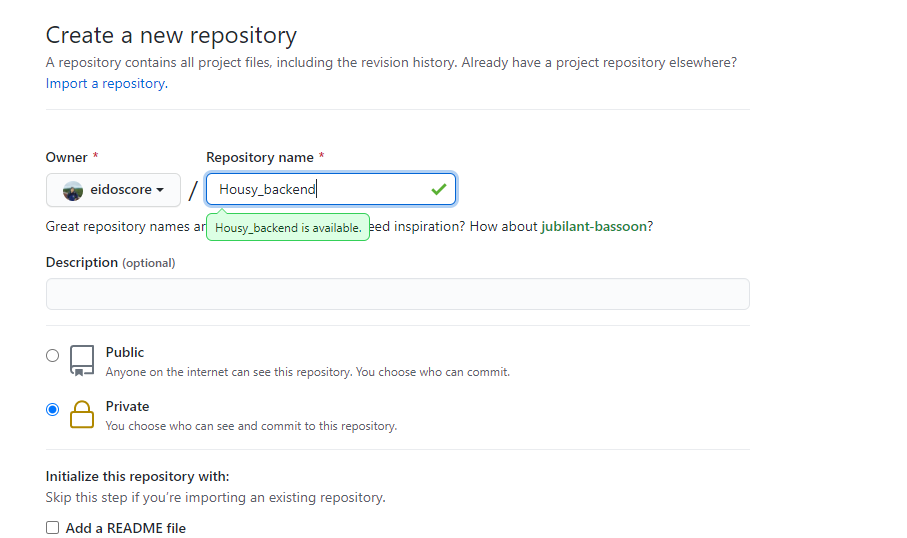 Create a new repository
A repository contains all project files, including the revision history. Already have a project repository elsewhere?
Import a repository.
Owner *
Repository name *
eidoscore
/
Housy_backend
Great repository names ar
Housy_backend is available.
eed inspiration? How about jubilant-bassoon?
Description (optional)
Public
Anyone on the internet can see this repository. You choose who can commit.
Private
You choose who can see and commit to this repository.
Initialize this repository with:
Skip this step if you're importing an existing repository.
Add a README file